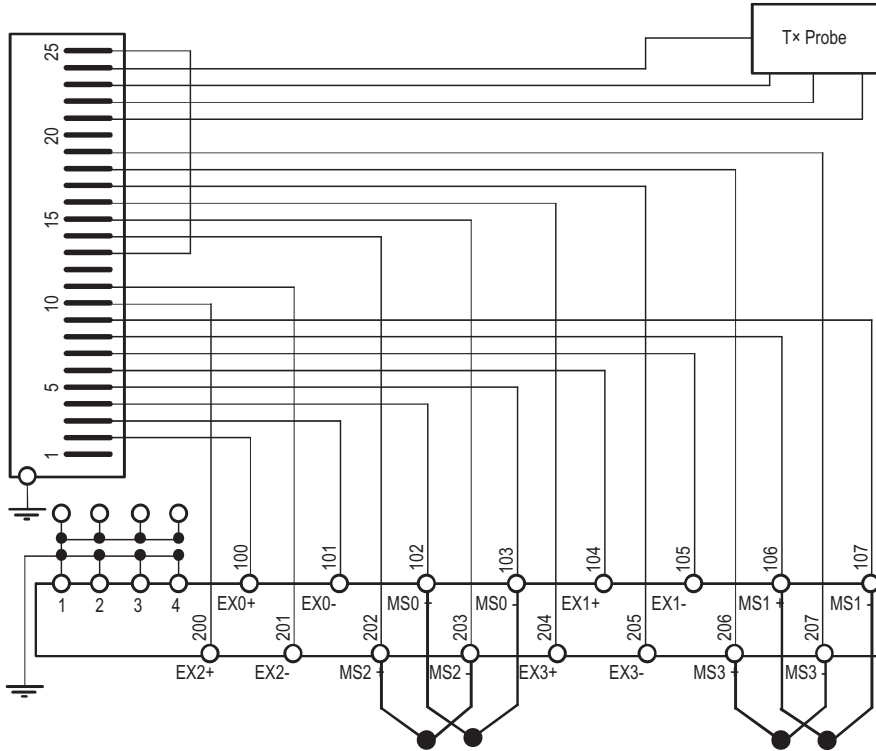 T× Probe
25
20
15
10
5
1
100 101 102 103 104 105 106 107
1 2 3 4 EX0+ EX0- MS0 + MS0 - EX1+ EX1- MS1 + MS1 -
200 201 202 203 204 205 206 207
EX2+ EX2- MS2 + MS2 - EX3+ EX3- MS3 + MS3 -